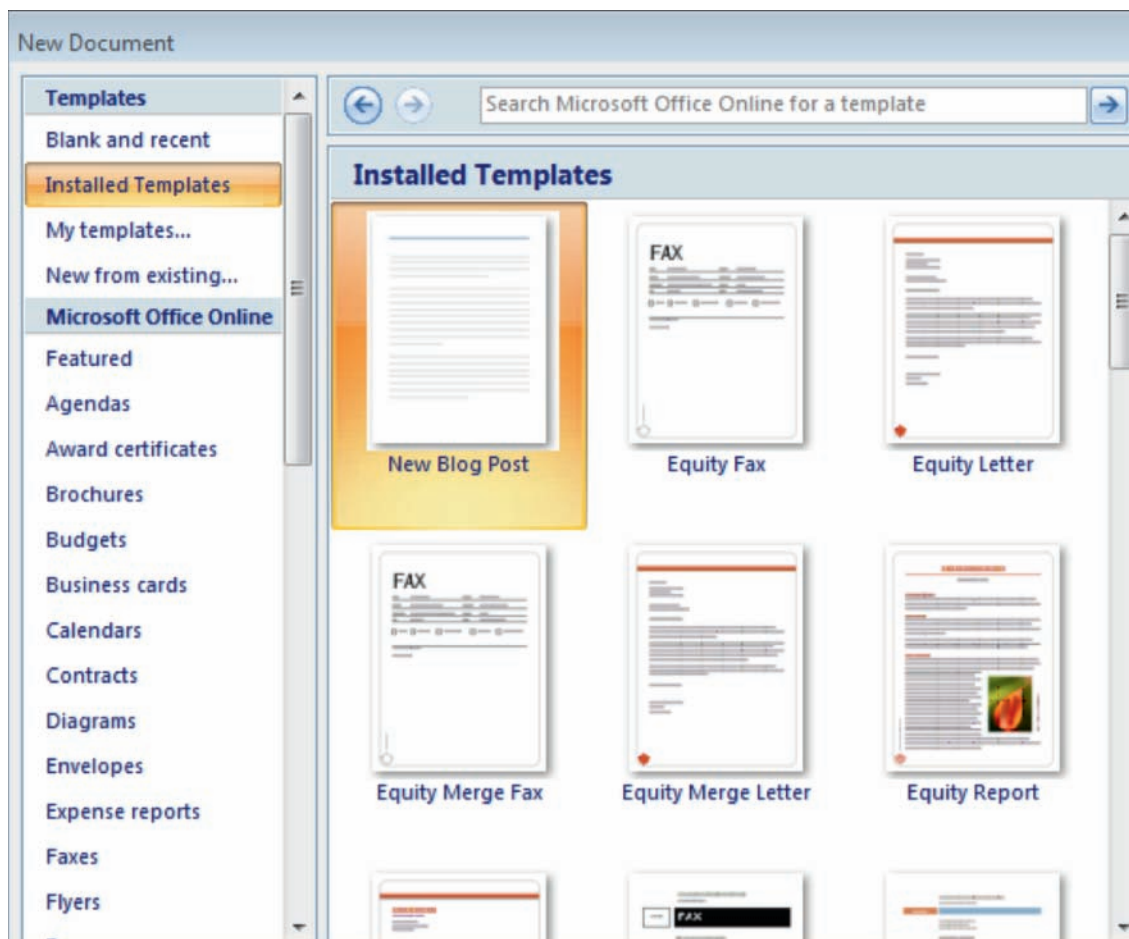 New Document
Templates
Blank and recent
Installed Templates
My templates...
New from existing...
Microsoft Office Online
Featured
Agendas
Award certificates
Brochures
Budgets
Business cards
Calendars
Contracts
Diagrams
Envelopes
Expense reports
Faxes
Flyers
Search Microsoft Office Online for a template
Installed Templates
FAX
New Blog Post
Equity Fax
Equity Letter
FAX
Equity Merge Fax
Equity Merge Letter
Equity Report
FAX